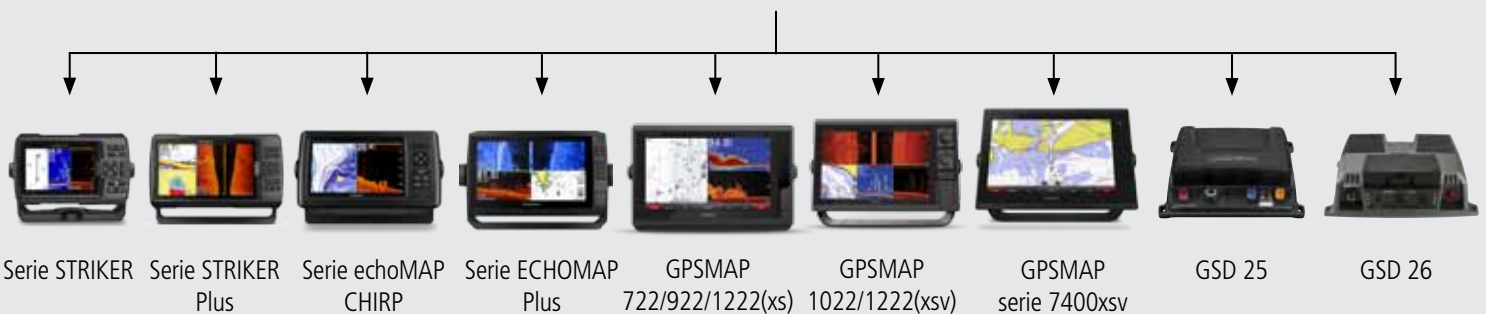 Serie STRIKER
Serie STRIKER
Plus
Serie echoMAP
CHIRP
Serie ECHOMAP
Plus
GPSMAP
722/922/1222(xs)
GPSMAP
1022/1222(xsv)
GPSMAP
serie 7400xsv
GSD 25
GSD 26